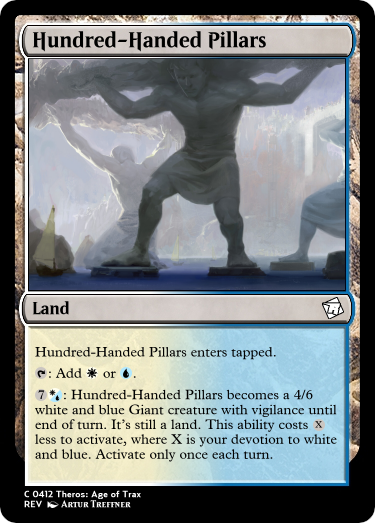 Hundred-Handed Pillars
Land
Hundred-Handed Pillars enters tapped.
: Add or .
7 : Hundred-Handed Pillars becomes a 4/6
white and blue Giant creature with vigilance until
end of turn. It's still a land. This ability costs X
less to activate, where X is your devotion to white
and blue. Activate only once each turn.
C 0412 Theros: Age of Trax
REV Artur Treffner